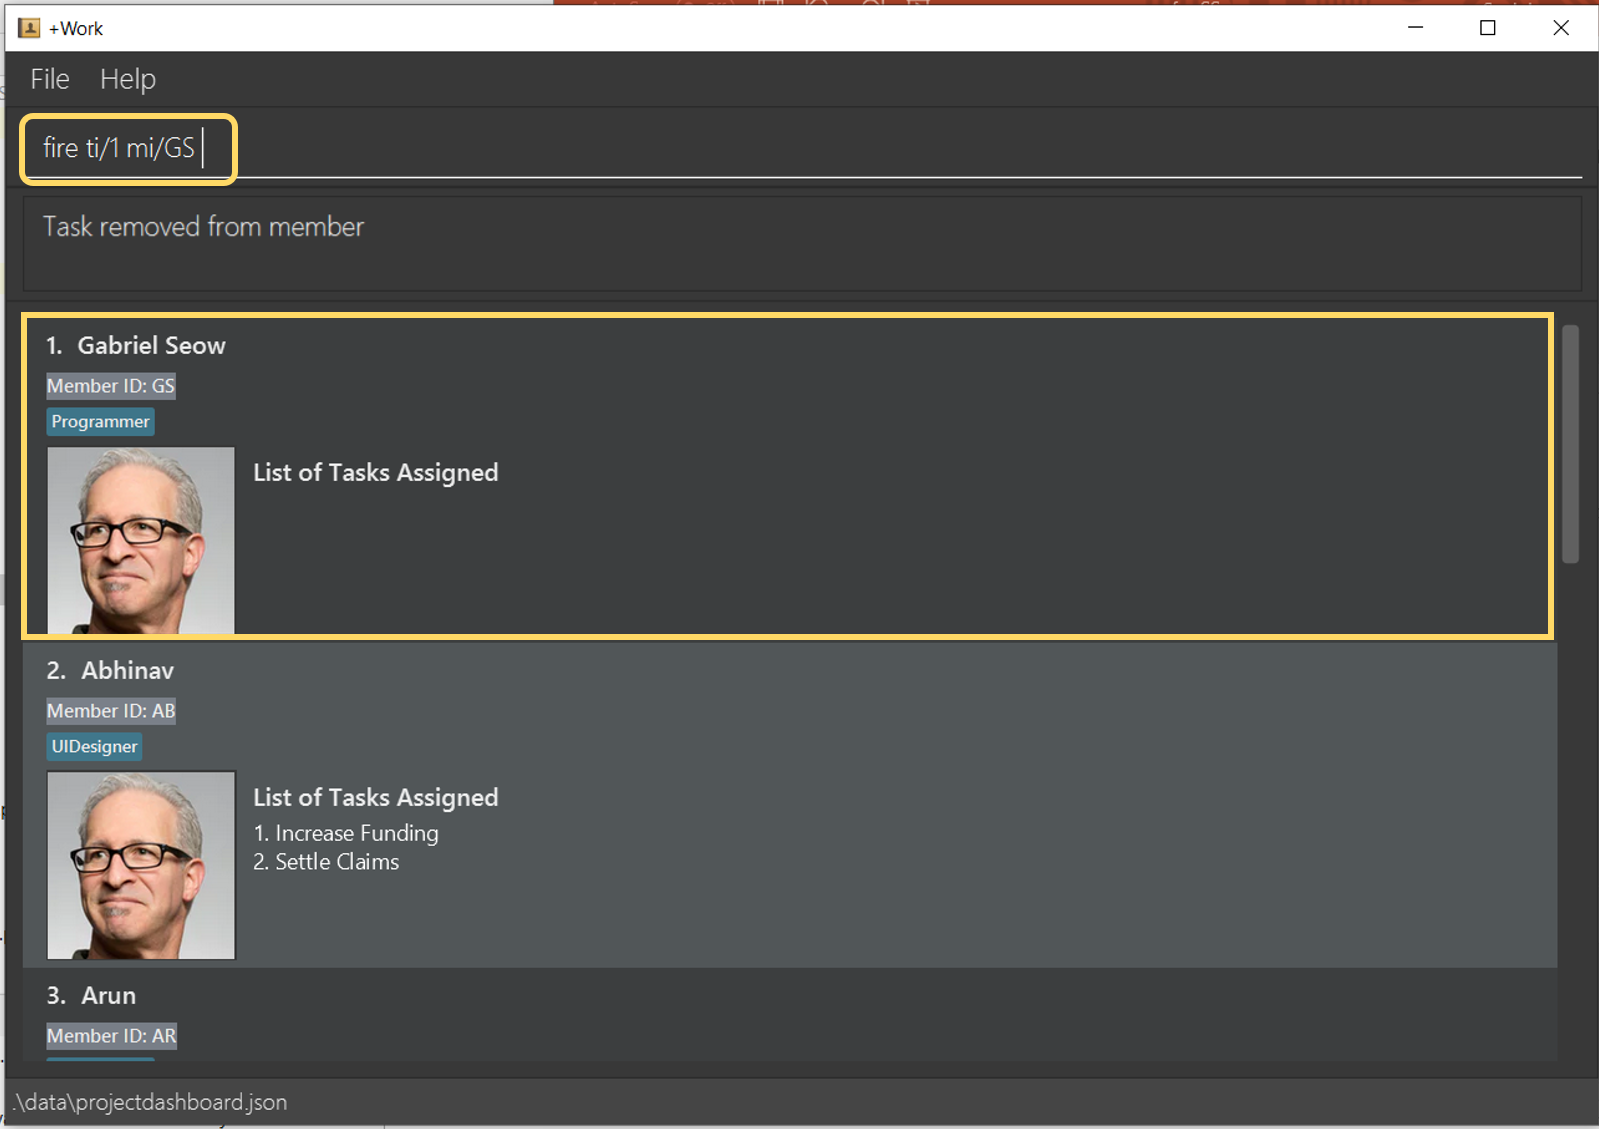 +Work
File Help
fire ti/1 mi/GS
Task removed from member
1. Gabriel Seow
Member ID: GS
Programmer
List of Tasks Assigned
2. Abhinav
Member ID: AB
UIDesigner
List of Tasks Assigned
1. Increase Funding
2. Settle Claims
3. Arun
Member ID: AR
.\data\projectdashboard.json